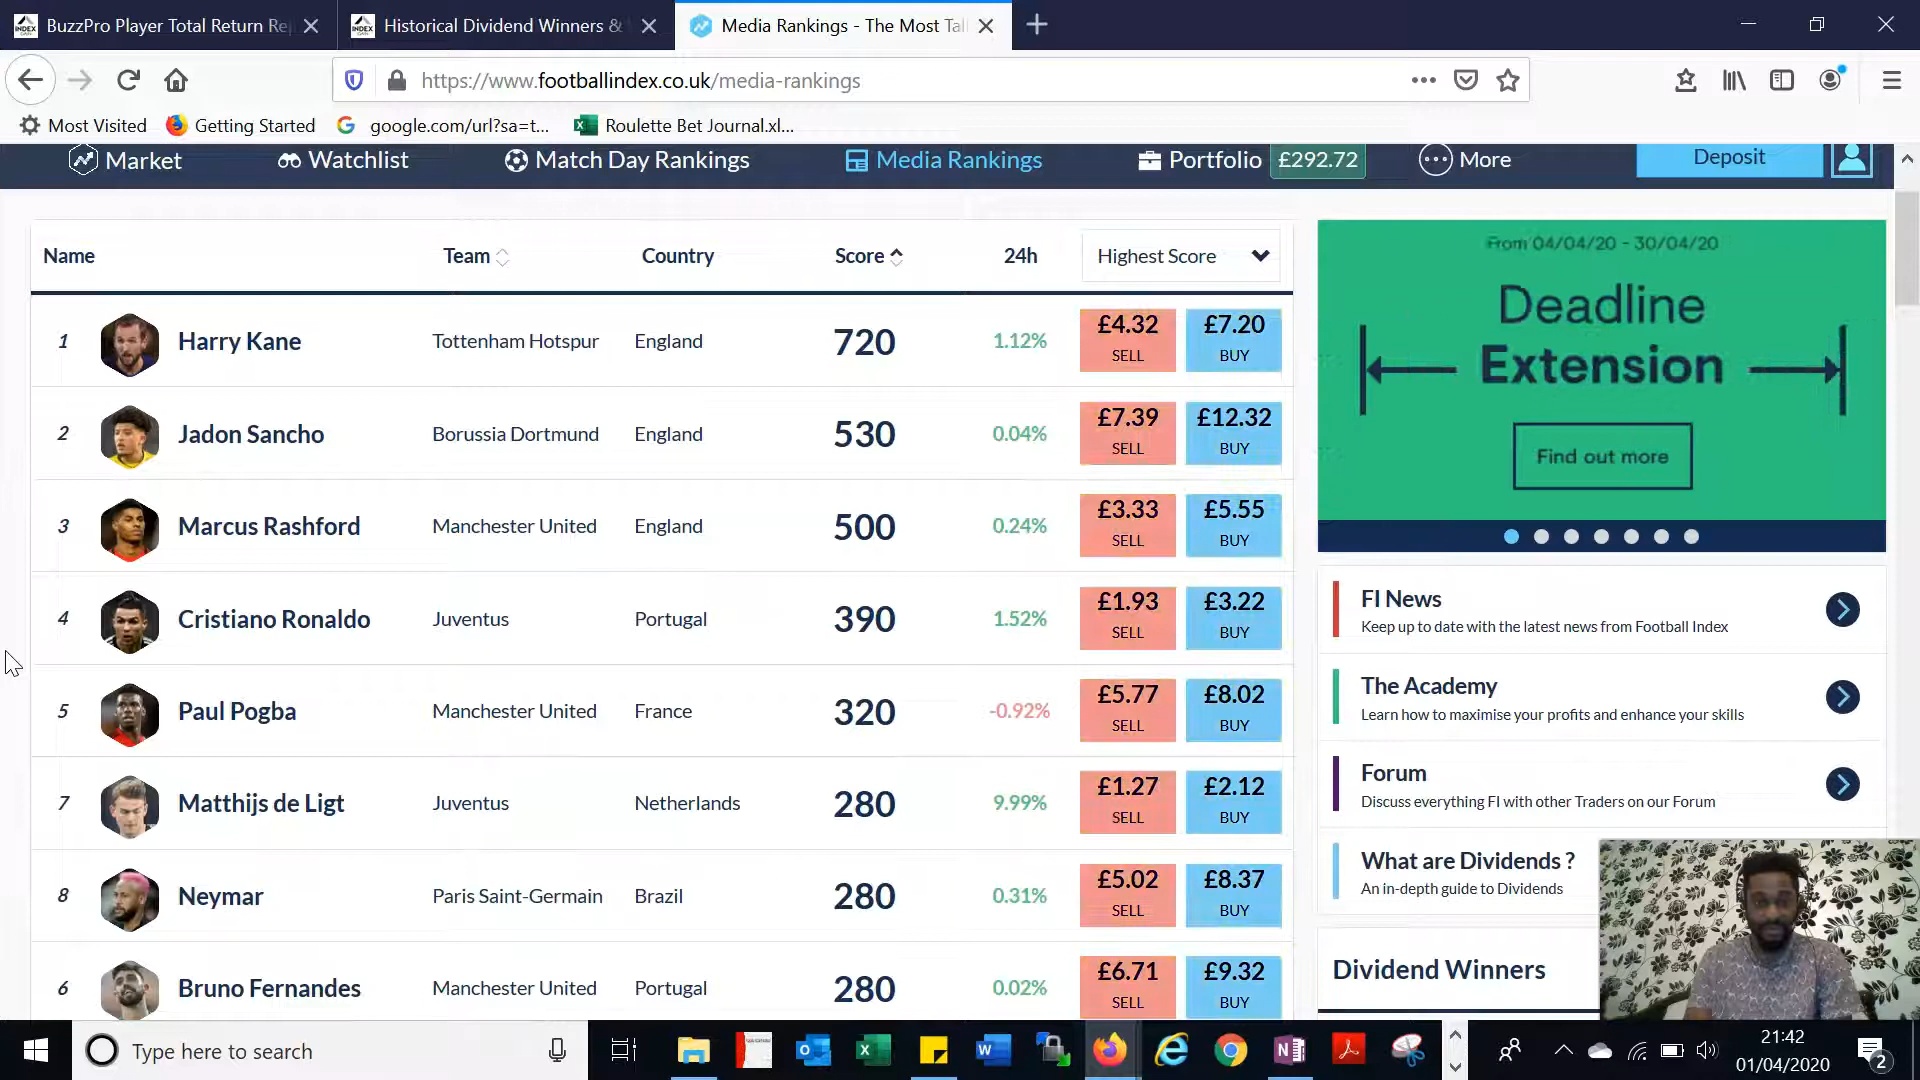 BuzzPro Player Total Return Re
Historical Dividend Winners &
Media Rankings - The Most Tal
https://www.footballindex.co.uk/media-rankings
Most Visited Getting Started google.com/url?sa=t... Roulette Bet Journal.xl...
Market Watchlist Match Day Rankings Media Rankings Portfolio £292.72 More Deposit
Name Team Country Score 24h Highest Score
1 Harry Kane Tottenham Hotspur England 720 1.12% £4.32 SELL £7.20 BUY
2 Jadon Sancho Borussia Dortmund England 530 0.04% £7.39 SELL £12.32 BUY
3 Marcus Rashford Manchester United England 500 0.24% £3.33 SELL £5.55 BUY
4 Cristiano Ronaldo Juventus Portugal 390 1.52% £1.93 SELL £3.22 BUY
5 Paul Pogba Manchester United France 320 -0.92% £5.77 SELL £8.02 BUY
7 Matthijs de Ligt Juventus Netherlands 280 9.99% £1.27 SELL £2.12 BUY
8 Neymar Paris Saint-Germain Brazil 280 0.31% £5.02 SELL £8.37 BUY
6 Bruno Fernandes Manchester United Portugal 280 0.02% £6.71 SELL £9.32 BUY
From 04/04/20 - 30/04/20
Deadline
Extension
Find out more
FI News
Keep up to date with the latest news from Football Index
The Academy
Learn how to maximise your profits and enhance your skills
Forum
Discuss everything FI with other Traders on our Forum
What are Dividends ?
An in-depth guide to Dividends
Dividend Winners
Type here to search
21:42
01/04/2020
2